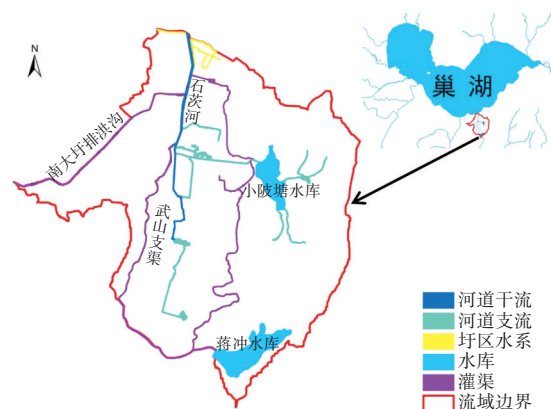 N
巢湖
石茨河
南大圩排洪沟
小陂塘水库
武山支渠
蒋冲水库
河道干流
河道支流
圩区水系
水库
灌渠
流域边界